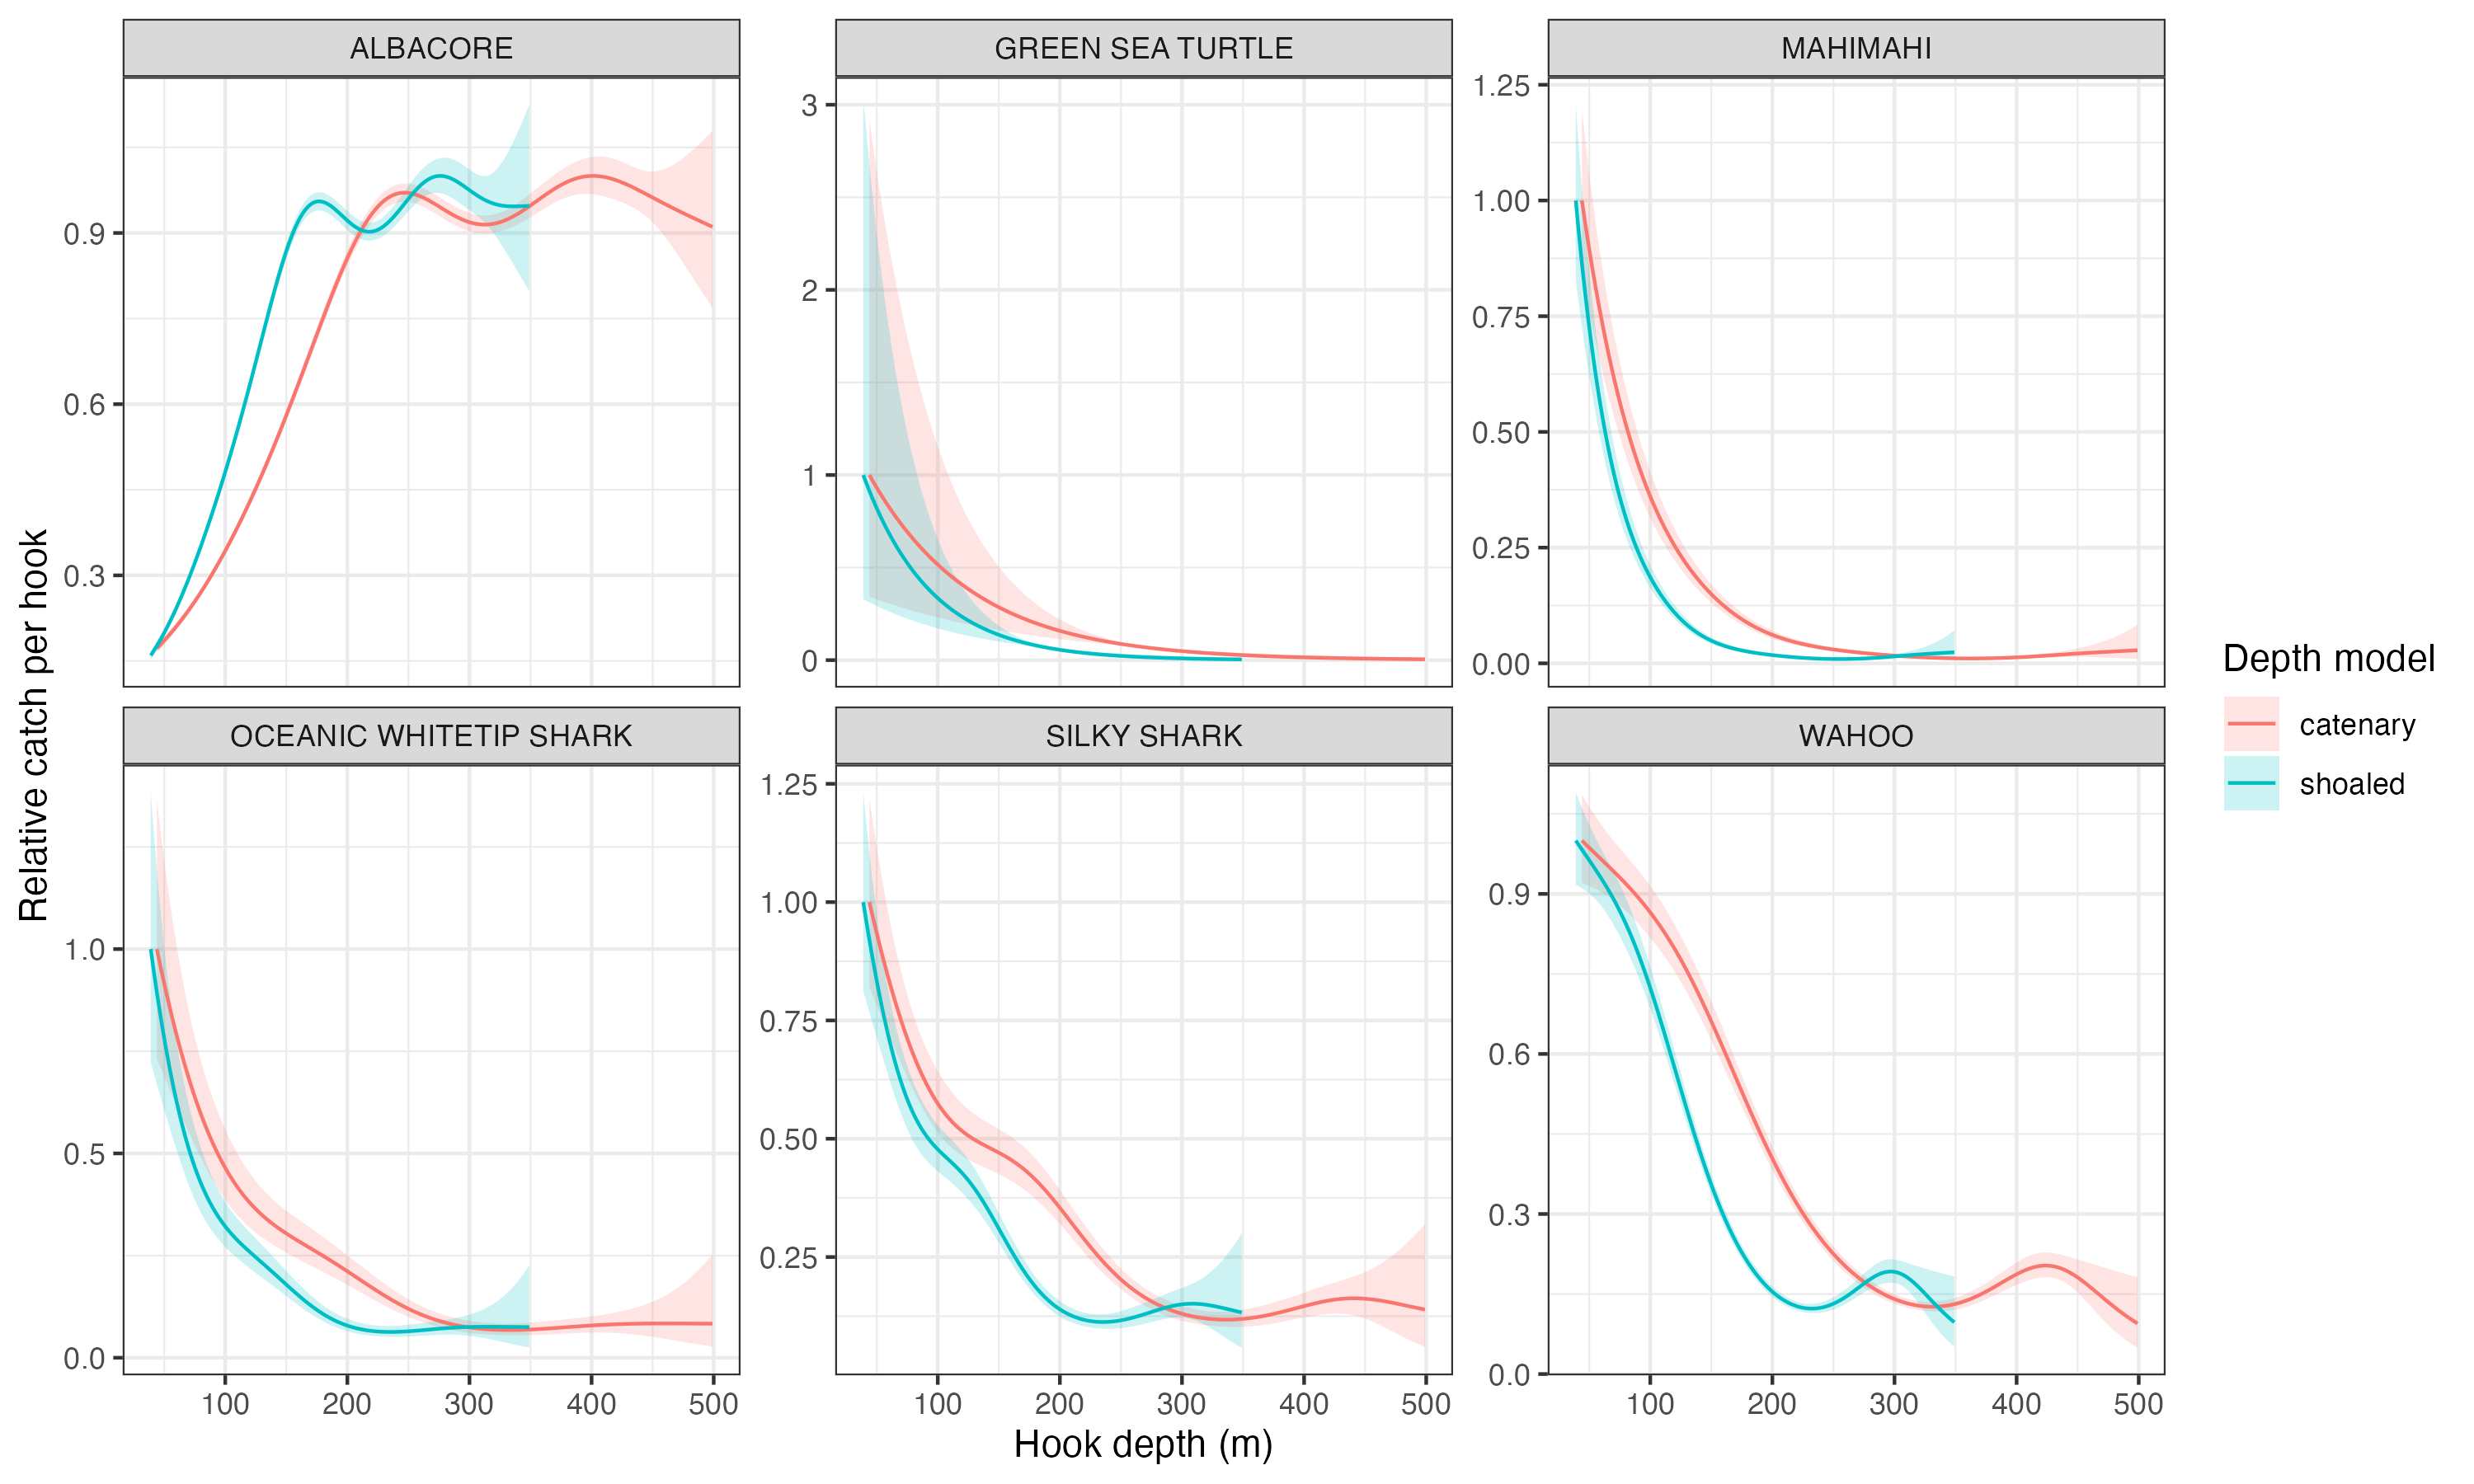 ALBACORE
GREEN SEA TURTLE
MAHIMAHI
0.9
0.6
0.3
3
2
1
0
1.25
1.00
0.75
0.50
0.25
0.00
OCEANIC WHITETIP SHARK
SILKY SHARK
WAHOO
1.0
0.5
0.0
1.25
1.00
0.75
0.50
0.25
0.9
0.6
0.3
0.0
100 200 300 400 500
100 200 300 400 500
100 200 300 400 500
Relative catch per hook
Hook depth (m)
Depth model
catenary
shoaled